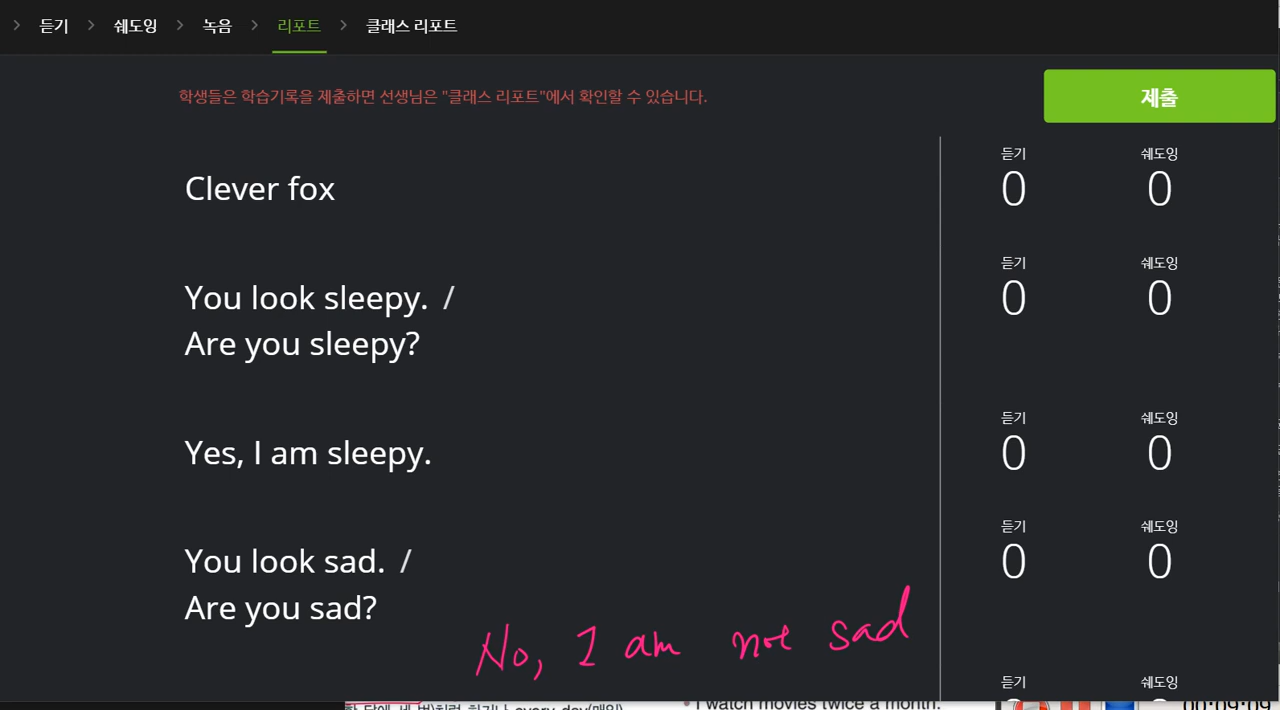 > 듣기 > 쉐도잉 > 녹음 > 리포트 > 클래스 리포트
학생들은 학습기록을 제출하면 선생님은 "클래스 리포트"에서 확인할 수 있습니다.
제출
Clever fox
듣기 쉐도잉
0 0
You look sleepy. /
Are you sleepy?
듣기 쉐도잉
0 0
Yes, I am sleepy.
듣기 쉐도잉
0 0
You look sad. /
Are you sad?
듣기 쉐도잉
0 0
No, I am not sad
듣기 쉐도잉
every day(매일)
I watch movies twice a month.